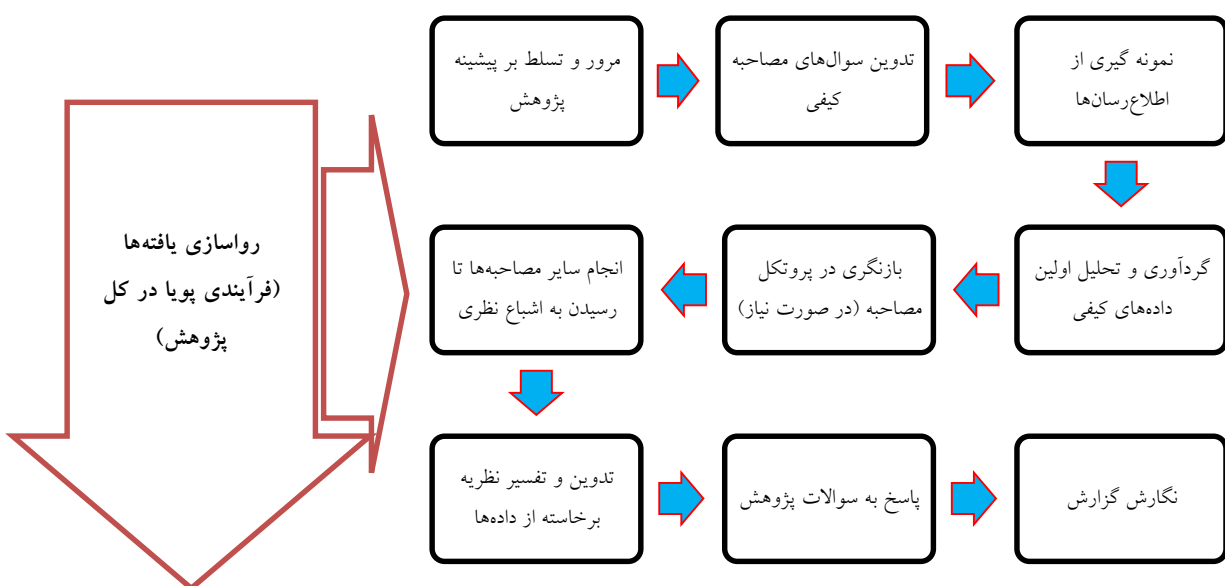 مرور و تسلط بر پیشینه
پژوهش
تدوین سوال‌های مصاحبه
کیفی
نمونه گیری از
اطلاع‌رسان‌ها
گردآوری و تحلیل اولین
داده‌های کیفی
بازنگری در پروتکل
مصاحبه (در صورت نیاز)
انجام سایر مصاحبه‌ها تا
رسیدن به اشباع نظری
تدوین و تفسیر نظریه
برخاسته از داده‌ها
پاسخ به سوالات پژوهش
نگارش گزارش
رواسازی یافته‌ها
(فرآیندی پویا در کل
پژوهش)